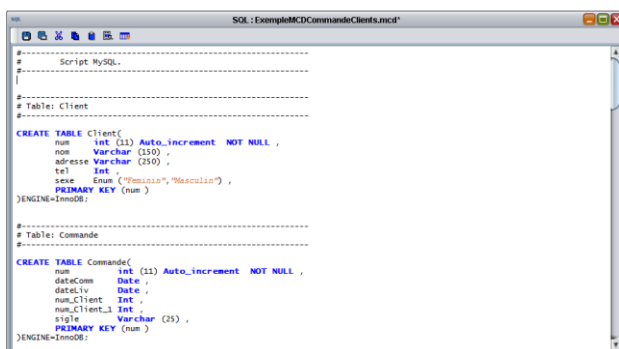 SQL : ExempleMCDCommandeClients.mcd*
#------------------------------------------------------------
#        Script MySQL.
#------------------------------------------------------------
#------------------------------------------------------------
# Table: Client
#------------------------------------------------------------
CREATE TABLE Client(
num     int (11) Auto_increment  NOT NULL ,
nom     Varchar (150) ,
adresse Varchar (250) ,
tel     Int ,
sexe    Enum ("Feminin","Masculin") ,
PRIMARY KEY (num )
)ENGINE=InnoDB;
#------------------------------------------------------------
# Table: Commande
#------------------------------------------------------------
CREATE TABLE Commande(
num          int (11) Auto_increment  NOT NULL ,
dateComm     Date ,
dateLiv      Date ,
num_Client   Int ,
num_Client_1 Int ,
sigle        Varchar (25) ,
PRIMARY KEY (num )
)ENGINE=InnoDB;